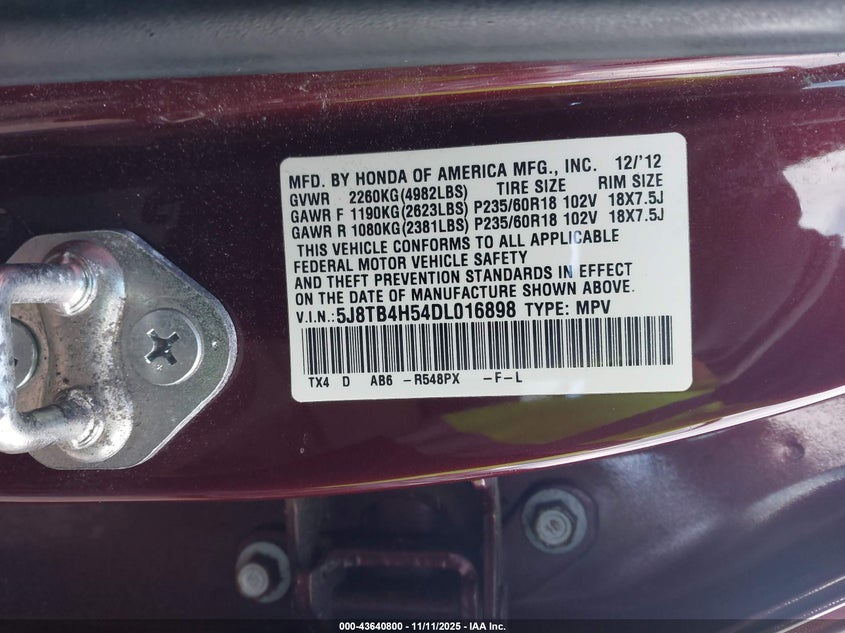 MFD. BY HONDA OF AMERICA MFG., INC. 12/'12
GVWR 2260KG(4982LBS) TIRE SIZE RIM SIZE
GAWR F 1190KG(2623LBS) P235/60R18 102V 18X7.5J
GAWR R 1080KG(2381LBS) P235/60R18 102V 18X7.5J
THIS VEHICLE CONFORMS TO ALL APPLICABLE
FEDERAL MOTOR VEHICLE SAFETY
AND THEFT PREVENTION STANDARDS IN EFFECT
ON THE DATE OF MANUFACTURE SHOWN ABOVE.
V.I.N.: 5J8TB4H54DL016898 TYPE: MPV
TX4 D AB6 -R548PX -F-L
10
000-43640800 - 11/11/2025 - IAA Inc.